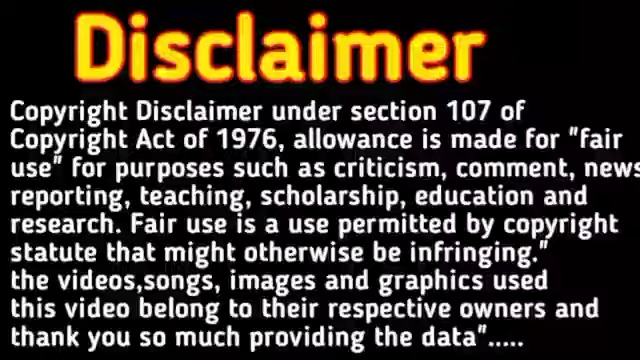 Disclaimer
Copyright Disclaimer under section 107 of
Copyright Act of 1976, allowance is made for "fair
use" for purposes such as criticism, comment, news
reporting, teaching, scholarship, education and
research. Fair use is a use permitted by copyright
statute that might otherwise be infringing."
the videos,songs, images and graphics used
this video belong to their respective owners and
thank you so much providing the data".....